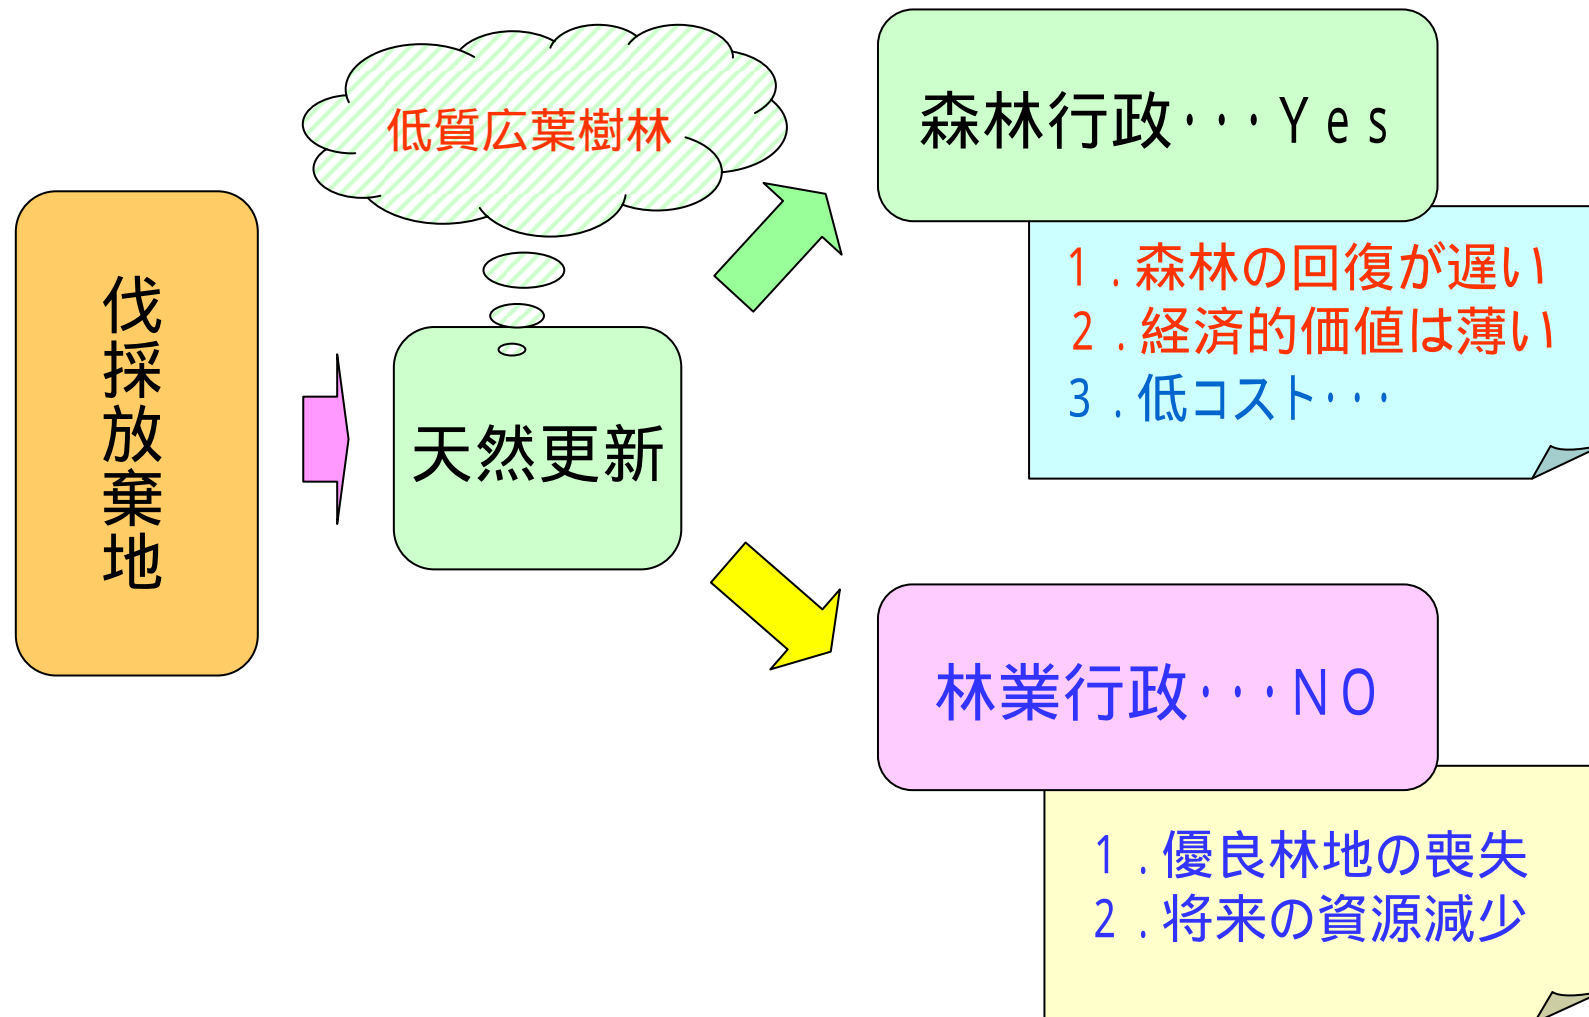 伐採放棄地
低質広葉樹林
天然更新
森林行政･･･Ｙｅｓ
１．森林の回復が遅い
２．経済的価値は薄い
３．低コスト･･･
林業行政･･･ＮＯ
１．優良林地の喪失
２．将来の資源減少